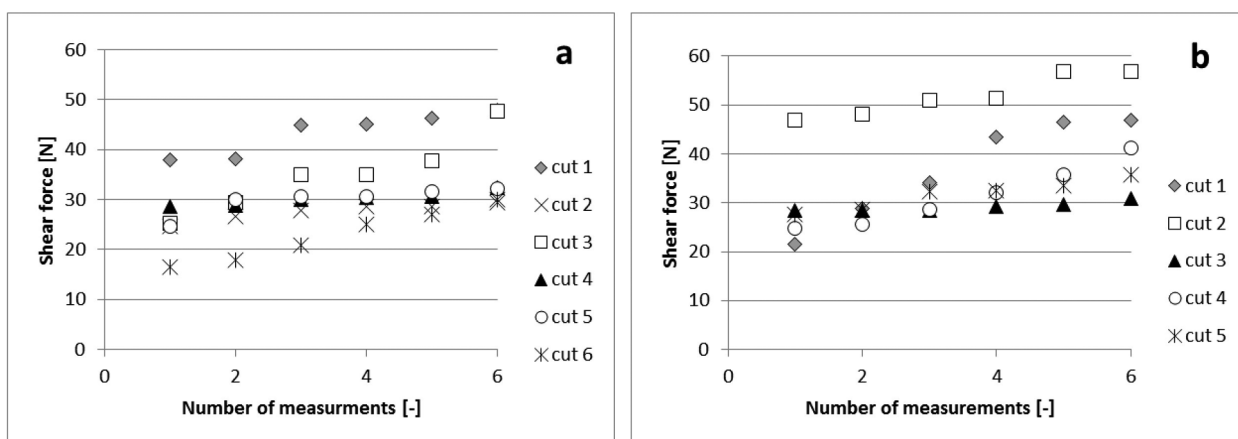 a
Shear force [N]
60
50
40
30
20
10
0
0 2 4 6
Number of measurments [-]
cut 1
cut 2
cut 3
cut 4
cut 5
cut 6
b
Shear force [N]
60
50
40
30
20
10
0
0 2 4 6
Number of measurements [-]
cut 1
cut 2
cut 3
cut 4
cut 5